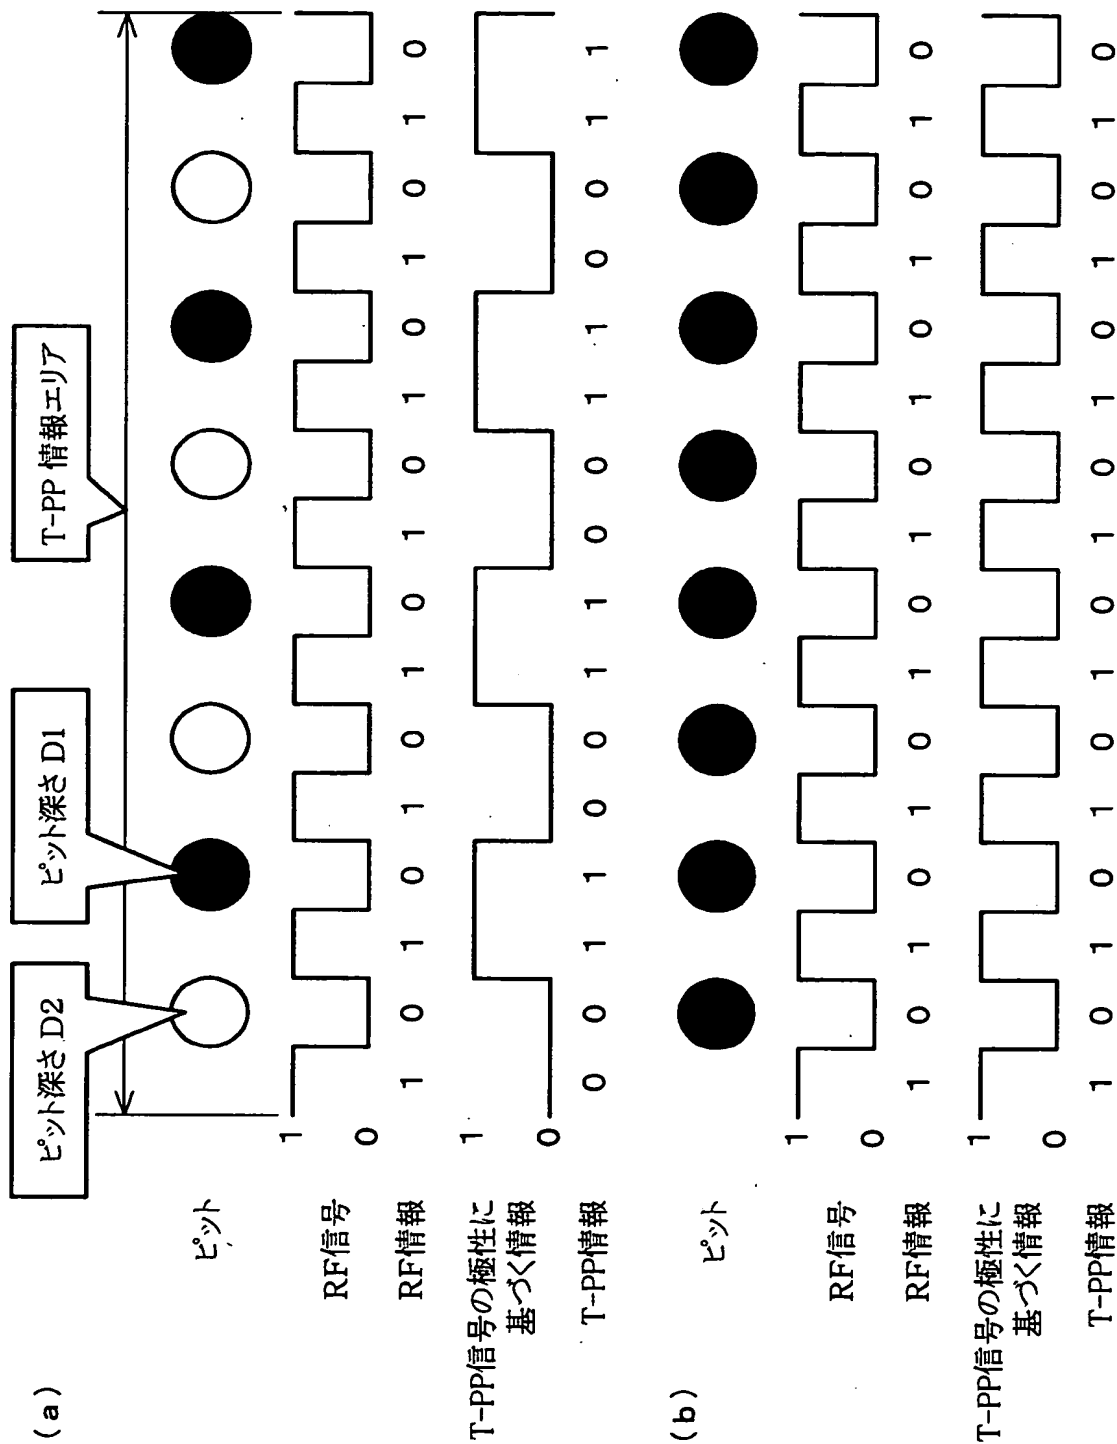 (a)
ピット深さ D2
ピット深さ D1
T-PP 情報エリア
ピット
RF信号
1
0
RF情報
1 0 1 0 1 0 1 0 1 0 1 0 1 0 1 0
T-PP信号の極性に
基づく情報
1
0
T-PP情報
0 0 1 1 0 0 1 1 0 0 1 1 0 0 1 1
(b)
ピット
RF信号
1
0
RF情報
1 0 1 0 1 0 1 0 1 0 1 0 1 0 1 0
T-PP信号の極性に
基づく情報
1
0
T-PP情報
1 0 1 0 1 0 1 0 1 0 1 0 1 0 1 0